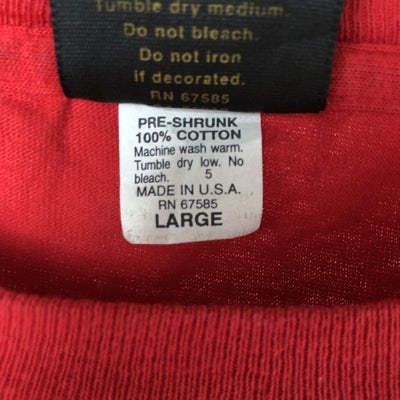 Tumble dry medium.
Do not bleach.
Do not iron
if decorated.
RN 67585
PRE-SHRUNK
100% COTTON
Machine wash warm.
Tumble dry low. No
bleach. 5
MADE IN U.S.A.
RN 67585
LARGE